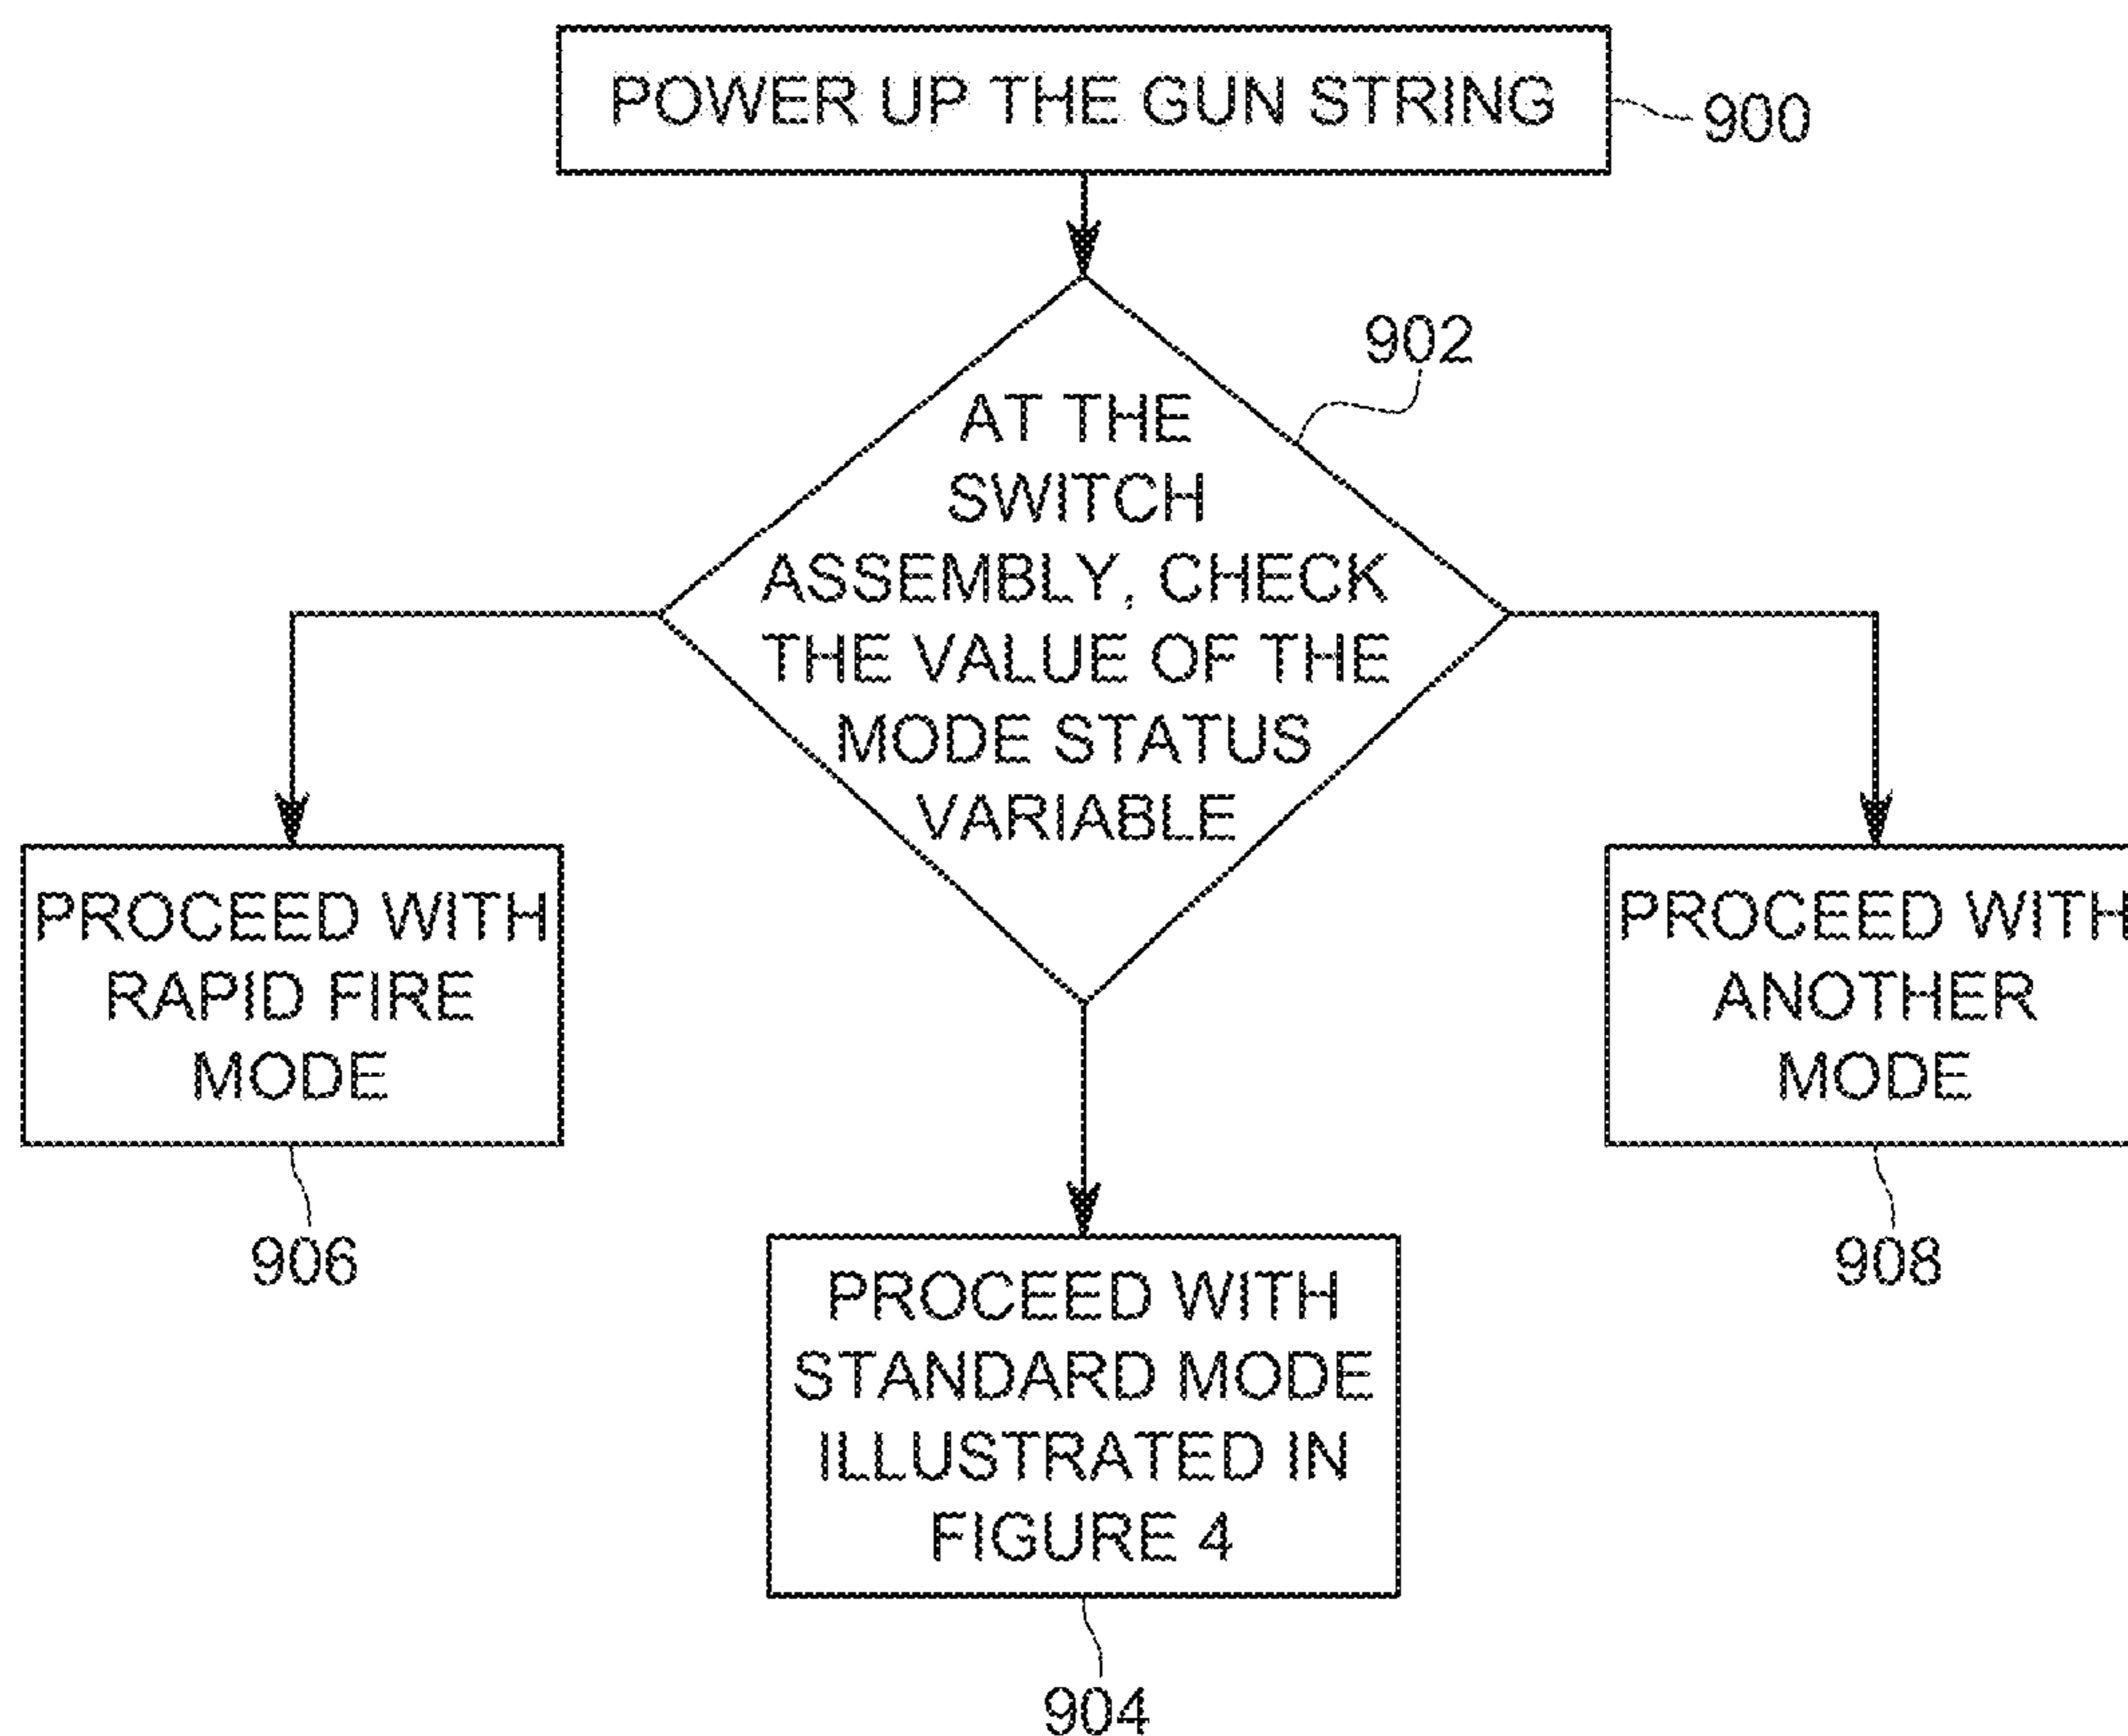 POWER UP THE GUN STRING
900
902
AT THE
SWITCH
ASSEMBLY, CHECK
THE VALUE OF THE
MODE STATUS
VARIABLE
PROCEED WITH
RAPID FIRE
MODE
906
PROCEED WITH
ANOTHER
MODE
908
PROCEED WITH
STANDARD MODE
ILLUSTRATED IN
FIGURE 4
904